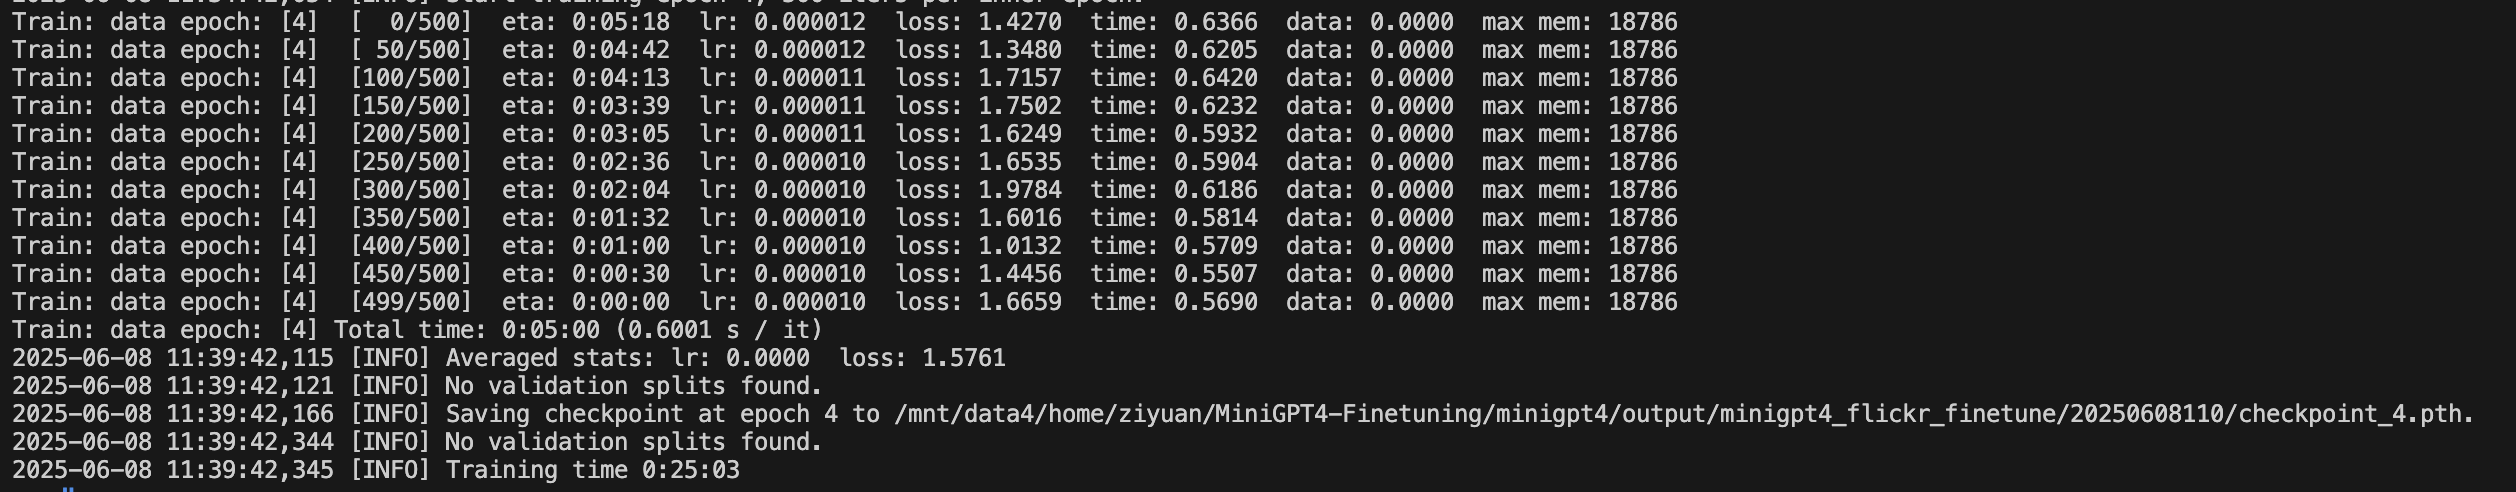 2025-06-08 11:34:42,034 [INFO] Start training epoch 4, 500 iters per inner epoch.
Train: data epoch: [4]  [  0/500]  eta: 0:05:18  lr: 0.000012  loss: 1.4270  time: 0.6366  data: 0.0000  max mem: 18786
Train: data epoch: [4]  [ 50/500]  eta: 0:04:42  lr: 0.000012  loss: 1.3480  time: 0.6205  data: 0.0000  max mem: 18786
Train: data epoch: [4]  [100/500]  eta: 0:04:13  lr: 0.000011  loss: 1.7157  time: 0.6420  data: 0.0000  max mem: 18786
Train: data epoch: [4]  [150/500]  eta: 0:03:39  lr: 0.000011  loss: 1.7502  time: 0.6232  data: 0.0000  max mem: 18786
Train: data epoch: [4]  [200/500]  eta: 0:03:05  lr: 0.000011  loss: 1.6249  time: 0.5932  data: 0.0000  max mem: 18786
Train: data epoch: [4]  [250/500]  eta: 0:02:36  lr: 0.000010  loss: 1.6535  time: 0.5904  data: 0.0000  max mem: 18786
Train: data epoch: [4]  [300/500]  eta: 0:02:04  lr: 0.000010  loss: 1.9784  time: 0.6186  data: 0.0000  max mem: 18786
Train: data epoch: [4]  [350/500]  eta: 0:01:32  lr: 0.000010  loss: 1.6016  time: 0.5814  data: 0.0000  max mem: 18786
Train: data epoch: [4]  [400/500]  eta: 0:01:00  lr: 0.000010  loss: 1.0132  time: 0.5709  data: 0.0000  max mem: 18786
Train: data epoch: [4]  [450/500]  eta: 0:00:30  lr: 0.000010  loss: 1.4456  time: 0.5507  data: 0.0000  max mem: 18786
Train: data epoch: [4]  [499/500]  eta: 0:00:00  lr: 0.000010  loss: 1.6659  time: 0.5690  data: 0.0000  max mem: 18786
Train: data epoch: [4] Total time: 0:05:00 (0.6001 s / it)
2025-06-08 11:39:42,115 [INFO] Averaged stats: lr: 0.0000  loss: 1.5761
2025-06-08 11:39:42,121 [INFO] No validation splits found.
2025-06-08 11:39:42,166 [INFO] Saving checkpoint at epoch 4 to /mnt/data4/home/ziyuan/MiniGPT4-Finetuning/minigpt4/output/minigpt4_flickr_finetune/20250608110/checkpoint_4.pth.
2025-06-08 11:39:42,344 [INFO] No validation splits found.
2025-06-08 11:39:42,345 [INFO] Training time 0:25:03